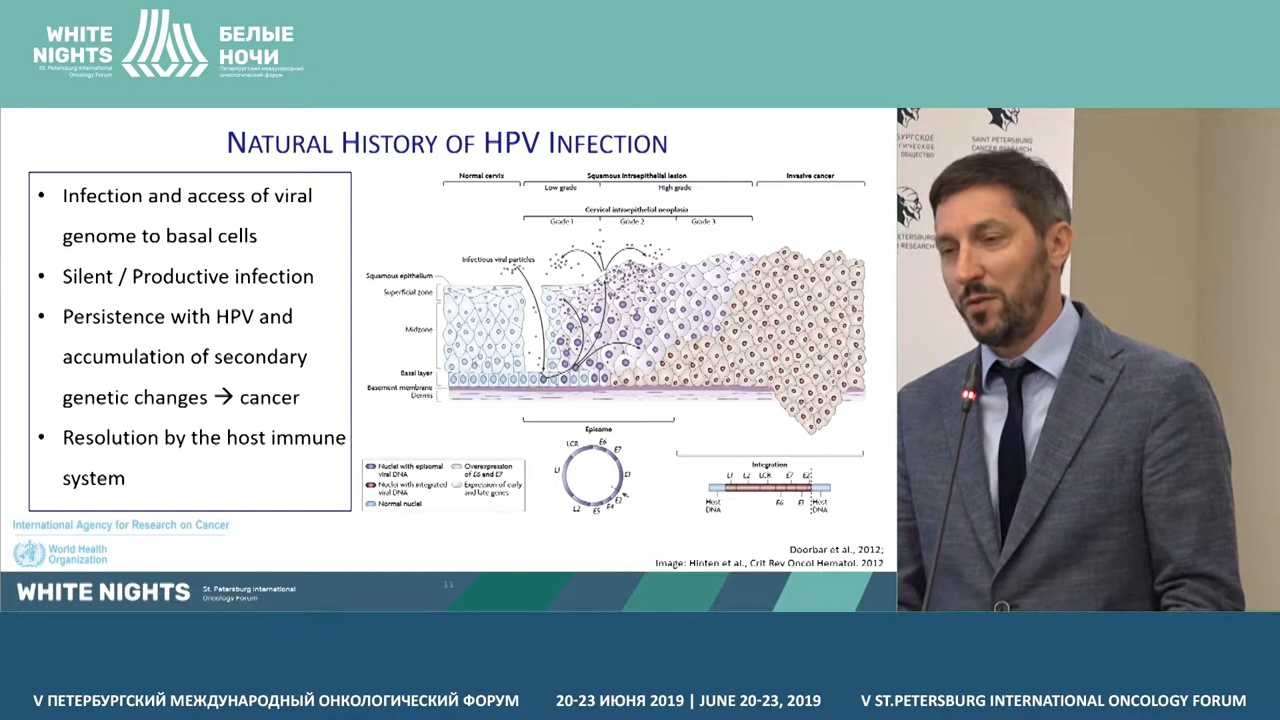 WHITE
NIGHTS
St. Petersburg International
Oncology Forum
БЕЛЫЕ
НОЧИ
Петербургский международный
онкологический форум
NATURAL HISTORY OF HPV INFECTION
• Infection and access of viral
genome to basal cells
• Silent / Productive infection
• Persistence with HPV and
accumulation of secondary
genetic changes → cancer
• Resolution by the host immune
system
Normal cervix
Squamous intraepithelial lesion
Invasive cancer
Low grade
High grade
Cervical intraepithelial neoplasia
Grade 1
Grade 2
Grade 3
Infectious viral particles
Squamous epithelium
Superficial zone
Midzone
Basal layer
Basement membrane
Dermis
Episome
LCR
E6
E7
L1
E1
L2
E5
E4
E2
Integration
L1 L2 LCR E7 E2
Host
DNA
E6 E1
Host
DNA
Nuclei with episomal
viral DNA
Nuclei with integrated
viral DNA
Normal nuclei
Overexpression
of E6 and E7
Expression of early
and late genes
International Agency for Research on Cancer
World Health
Organization
Doorbar et al., 2012;
Image: Hinten et al., Crit Rev Oncol Hematol. 2012
WHITE NIGHTS
St. Petersburg International
Oncology Forum
11
SAINT PETERSBURG
CANCER RESEARCH
ОБЩЕСТВО
V ПЕТЕРБУРГСКИЙ МЕЖДУНАРОДНЫЙ ОНКОЛОГИЧЕСКИЙ ФОРУМ
20-23 ИЮНЯ 2019 | JUNE 20-23, 2019
V ST.PETERSBURG INTERNATIONAL ONCOLOGY FORUM